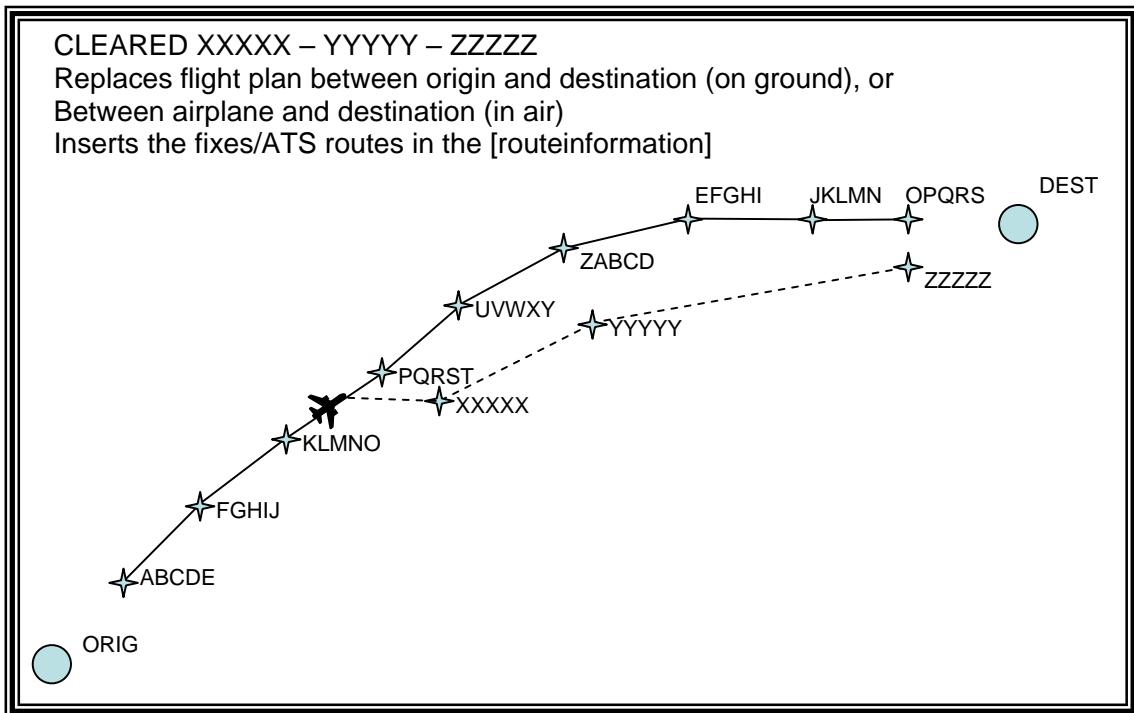 CLEARED XXXXX – YYYYY – ZZZZZ
Replaces flight plan between origin and destination (on ground), or
Between airplane and destination (in air)
Inserts the fixes/ATS routes in the [routeinformation]
EFGHI
JKLMN
OPQRS
DEST
ZABCD
ZZZZZ
UVWXY
YYYYY
PQRST
XXXXX
KLMNO
FGHIJ
ABCDE
ORIG